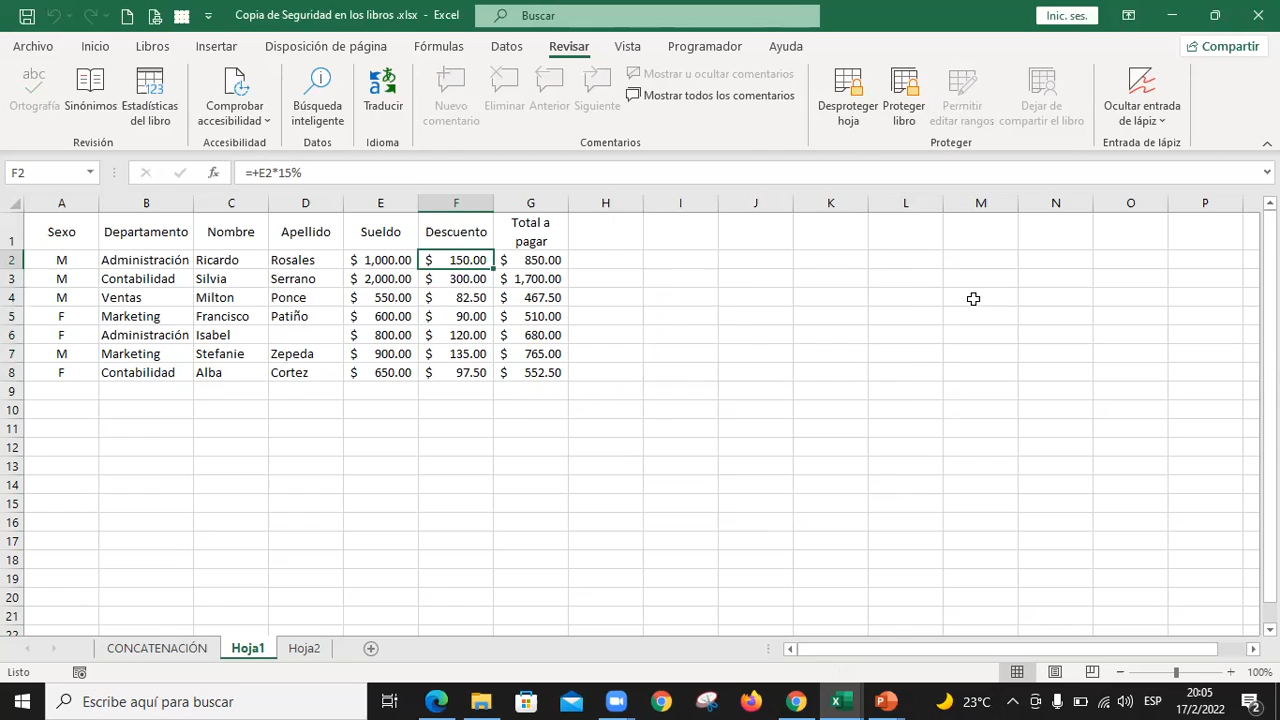 Copia de Seguridad en los libros .xlsx - Excel
Buscar
Inic. ses.
Archivo Inicio Libros Insertar Disposición de página Fórmulas Datos Revisar Vista Programador Ayuda
Compartir
abc
Ortografía
Sinónimos
123
Estadísticas
del libro
Revisión
Comprobar
accesibilidad
Accesibilidad
Búsqueda
inteligente
Datos
Traducir
Idioma
Nuevo
comentario
Eliminar
Anterior
Siguiente
Mostrar u ocultar comentarios
Mostrar todos los comentarios
Comentarios
Desproteger
hoja
Proteger
libro
Permitir
editar rangos
Dejar de
compartir el libro
Proteger
Ocultar entrada
de lápiz
Entrada de lápiz
F2 fx =+E2*15%
A B C D E F G H I J K L M N O P
1 Sexo Departamento Nombre Apellido Sueldo Descuento Total a
pagar
2 M Administración Ricardo Rosales $ 1,000.00 $ 150.00 $ 850.00
3 M Contabilidad Silvia Serrano $ 2,000.00 $ 300.00 $ 1,700.00
4 M Ventas Milton Ponce $ 550.00 $ 82.50 $ 467.50
5 F Marketing Francisco Patiño $ 600.00 $ 90.00 $ 510.00
6 F Administración Isabel $ 800.00 $ 120.00 $ 680.00
7 M Marketing Stefanie Zepeda $ 900.00 $ 135.00 $ 765.00
8 F Contabilidad Alba Cortez $ 650.00 $ 97.50 $ 552.50
9
10
11
12
13
14
15
16
17
18
19
20
21
22
CONCATENACIÓN Hoja1 Hoja2
Listo
100%
Escribe aquí para buscar
23°C
ESP
20:05
17/2/2022
2